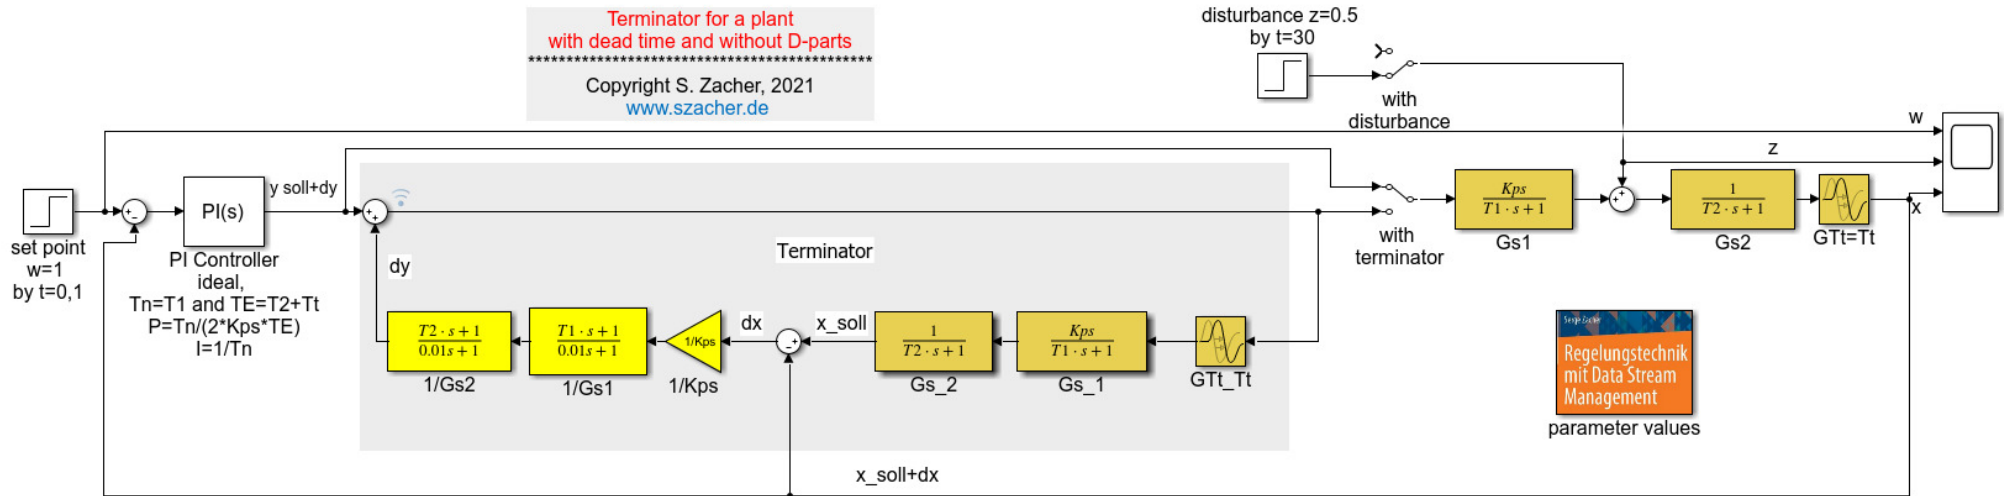 Terminator for a plant
with dead time and without D-parts
*********************************************
Copyright S. Zacher, 2021
www.szacher.de
disturbance z=0.5
by t=30
with
disturbance
w
z
x
set point
w=1
by t=0,1
+
-
PI(s)
PI Controller
ideal,
Tn=T1 and TE=T2+Tt
P=Tn/(2*Kps*TE)
I=1/Tn
y soll+dy
+
+
Terminator
dy
T2·s+1
0.01s+1
1/Gs2
T1·s+1
0.01s+1
1/Gs1
1/Kps
1/Kps
dx
-
+
x_soll
1
T2·s+1
Gs_2
Kps
T1·s+1
Gs_1
GTt_Tt
with
terminator
Kps
T1·s+1
Gs1
+
+
1
T2·s+1
Gs2
GTt=Tt
Serge Zacher
Regelungstechnik
mit Data Stream
Management
parameter values
x_soll+dx